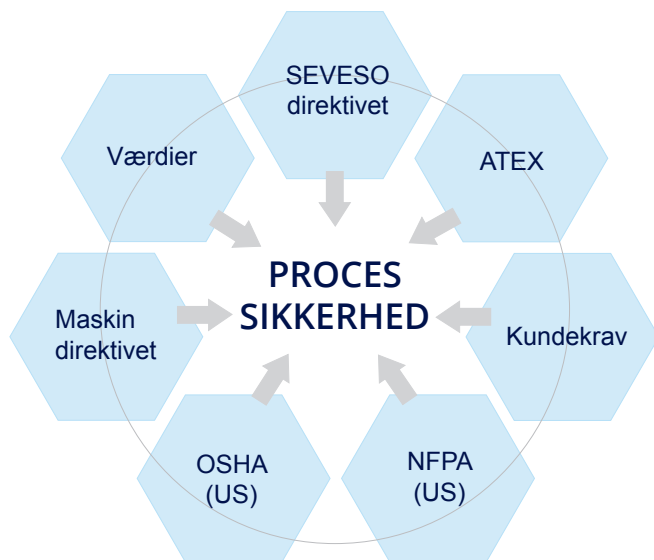 SEVESO
direktivet
Værdier
ATEX
PROCES
SIKKERHED
Maskin
direktivet
Kundekrav
OSHA
(US)
NFPA
(US)